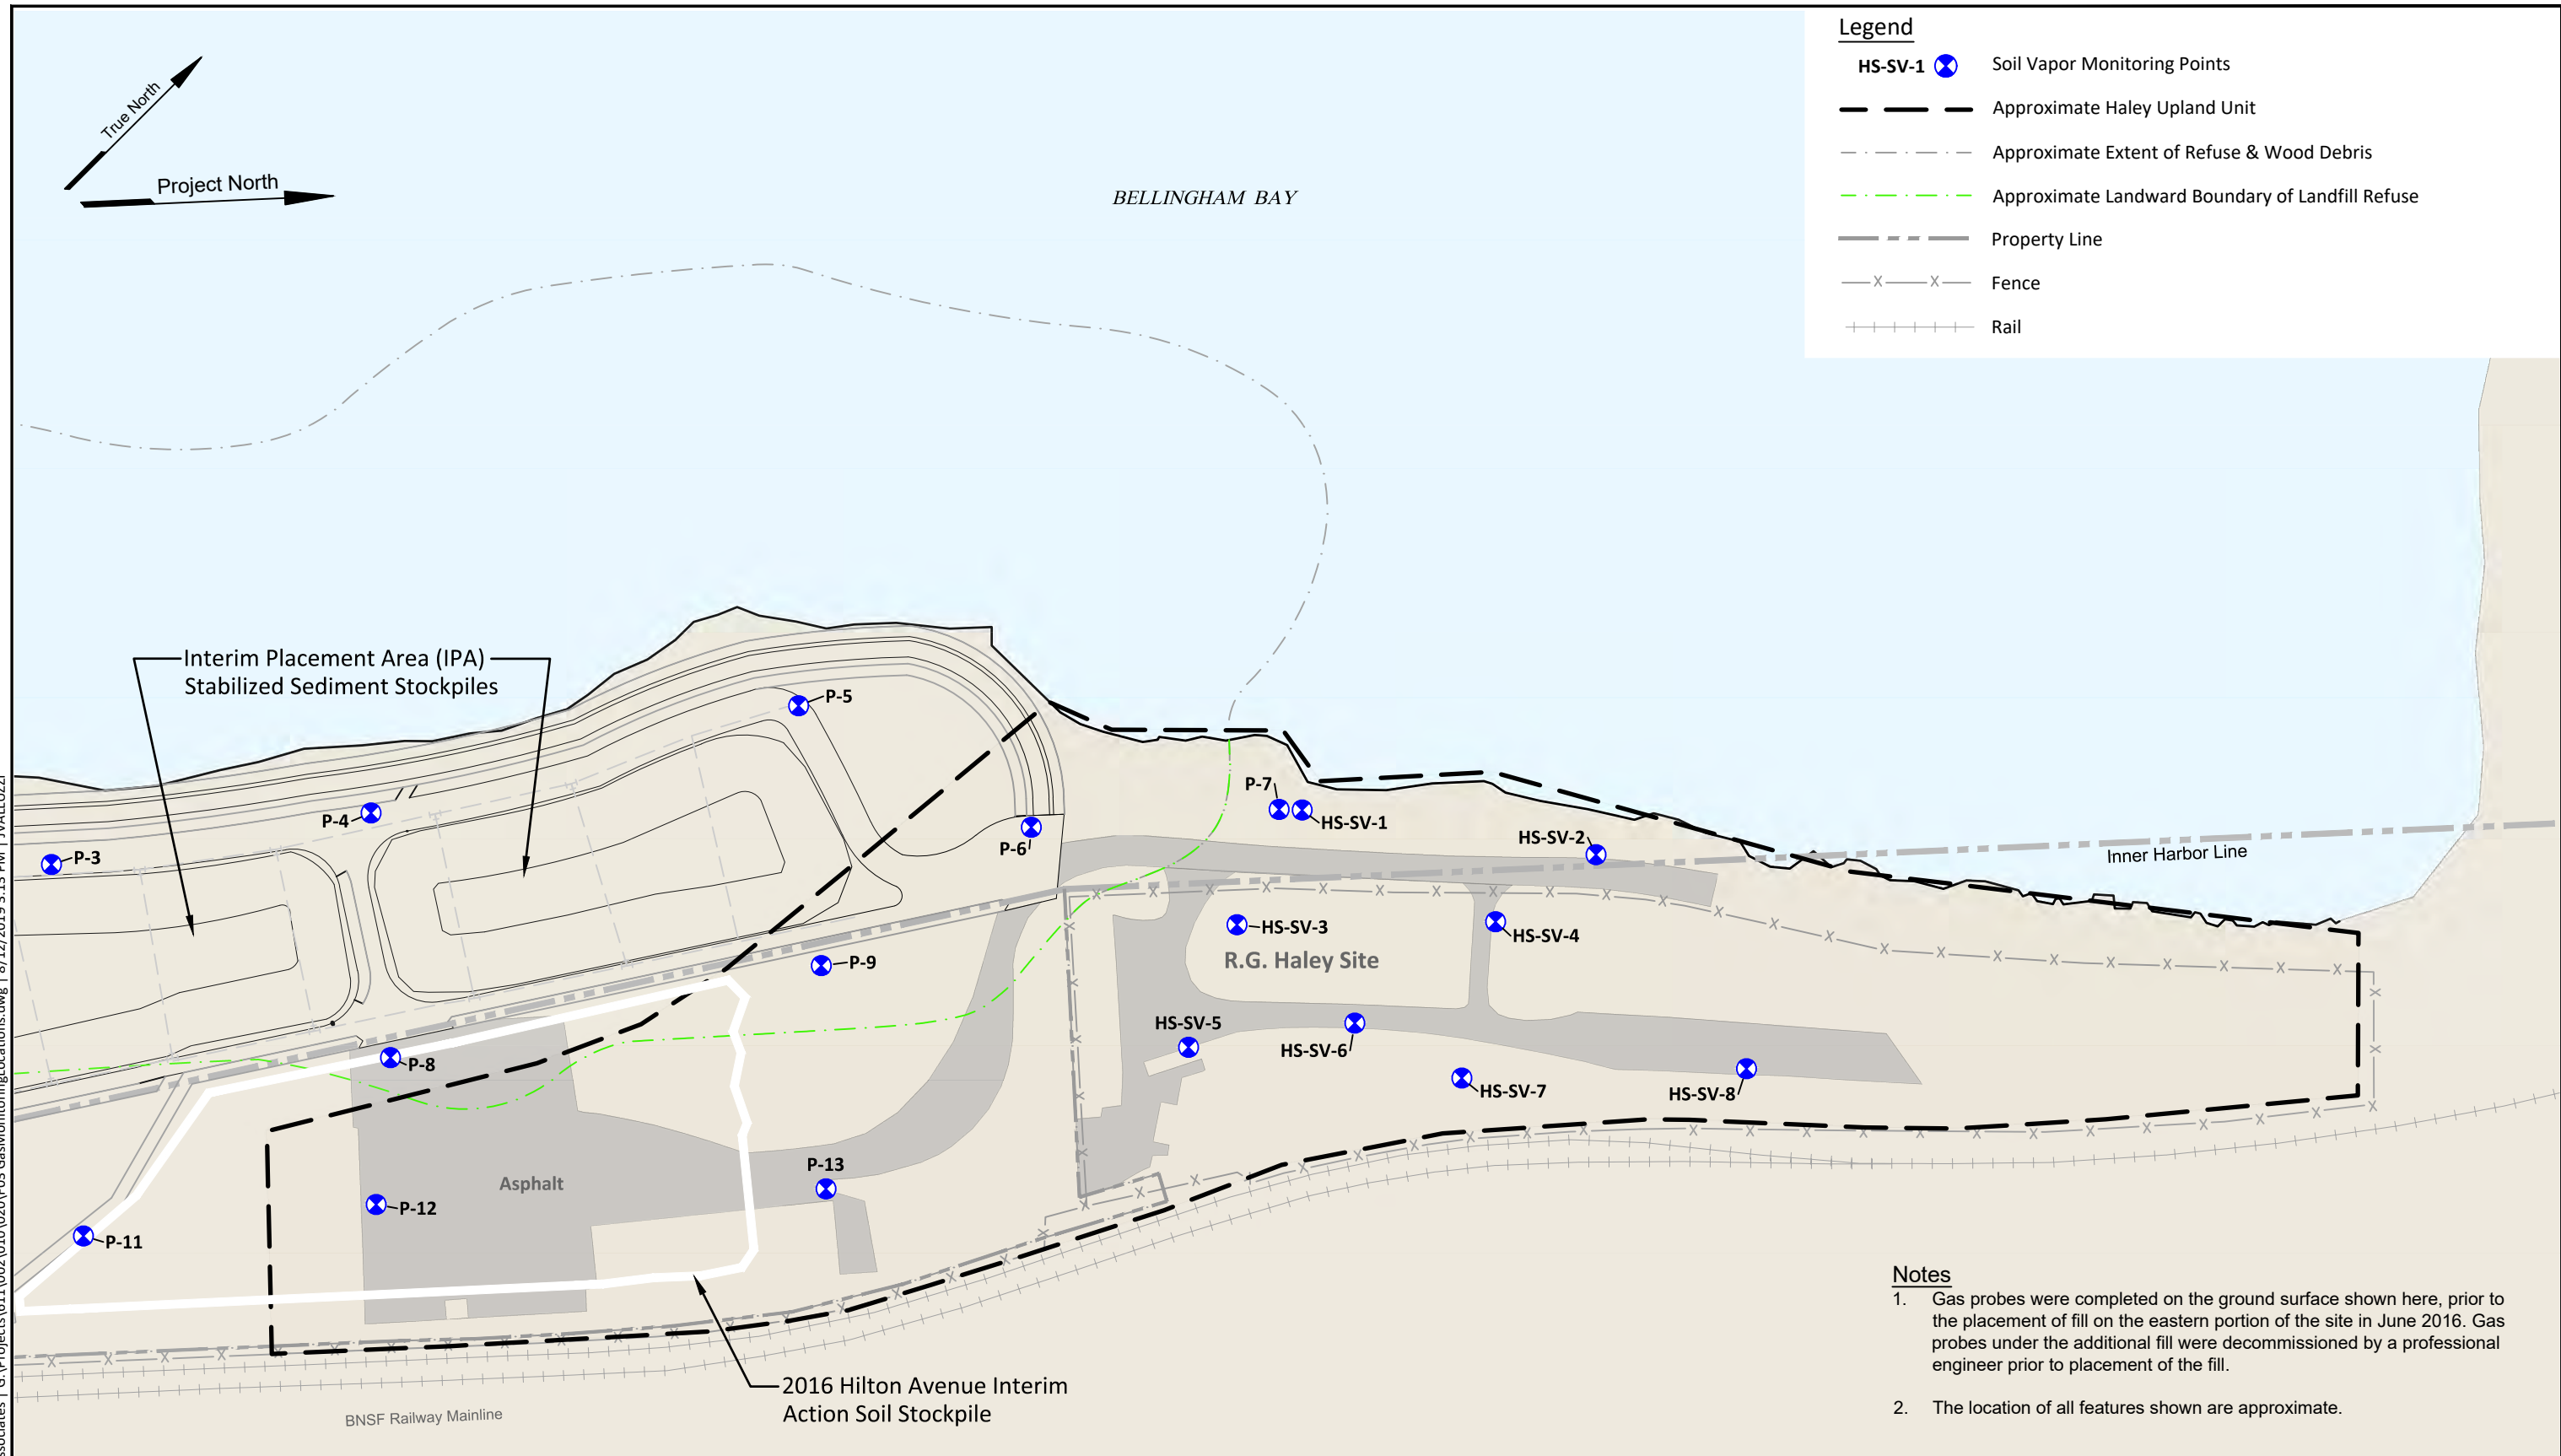 Legend
HS-SV-1 Soil Vapor Monitoring Points
Approximate Haley Upland Unit
Approximate Extent of Refuse & Wood Debris
Approximate Landward Boundary of Landfill Refuse
Property Line
X X Fence
Rail
True North
Project North
BELLINGHAM BAY
Interim Placement Area (IPA)
Stabilized Sediment Stockpiles
P-5
P-4
P-3
P-6
P-7
HS-SV-1
HS-SV-2
Inner Harbor Line
HS-SV-3
HS-SV-4
R.G. Haley Site
P-9
HS-SV-5
HS-SV-6
HS-SV-7
HS-SV-8
P-8
P-13
Asphalt
P-12
P-11
2016 Hilton Avenue Interim
Action Soil Stockpile
BNSF Railway Mainline
Notes
1. Gas probes were completed on the ground surface shown here, prior to
the placement of fill on the eastern portion of the site in June 2016. Gas
probes under the additional fill were decommissioned by a professional
engineer prior to placement of the fill.
2. The location of all features shown are approximate.